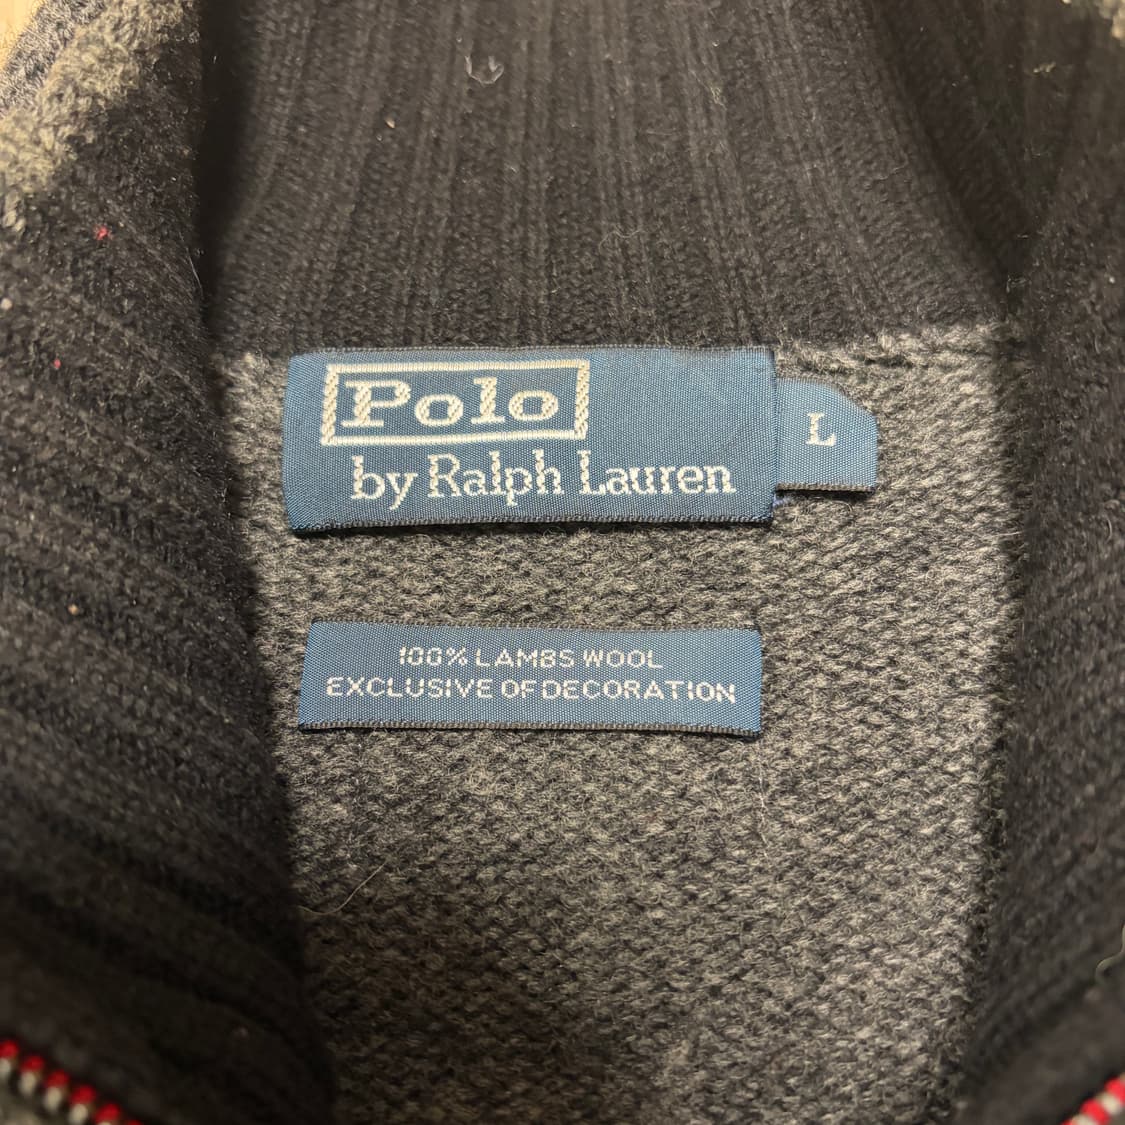 Polo
by Ralph Lauren
L
100% LAMBS WOOL
EXCLUSIVE OF DECORATION